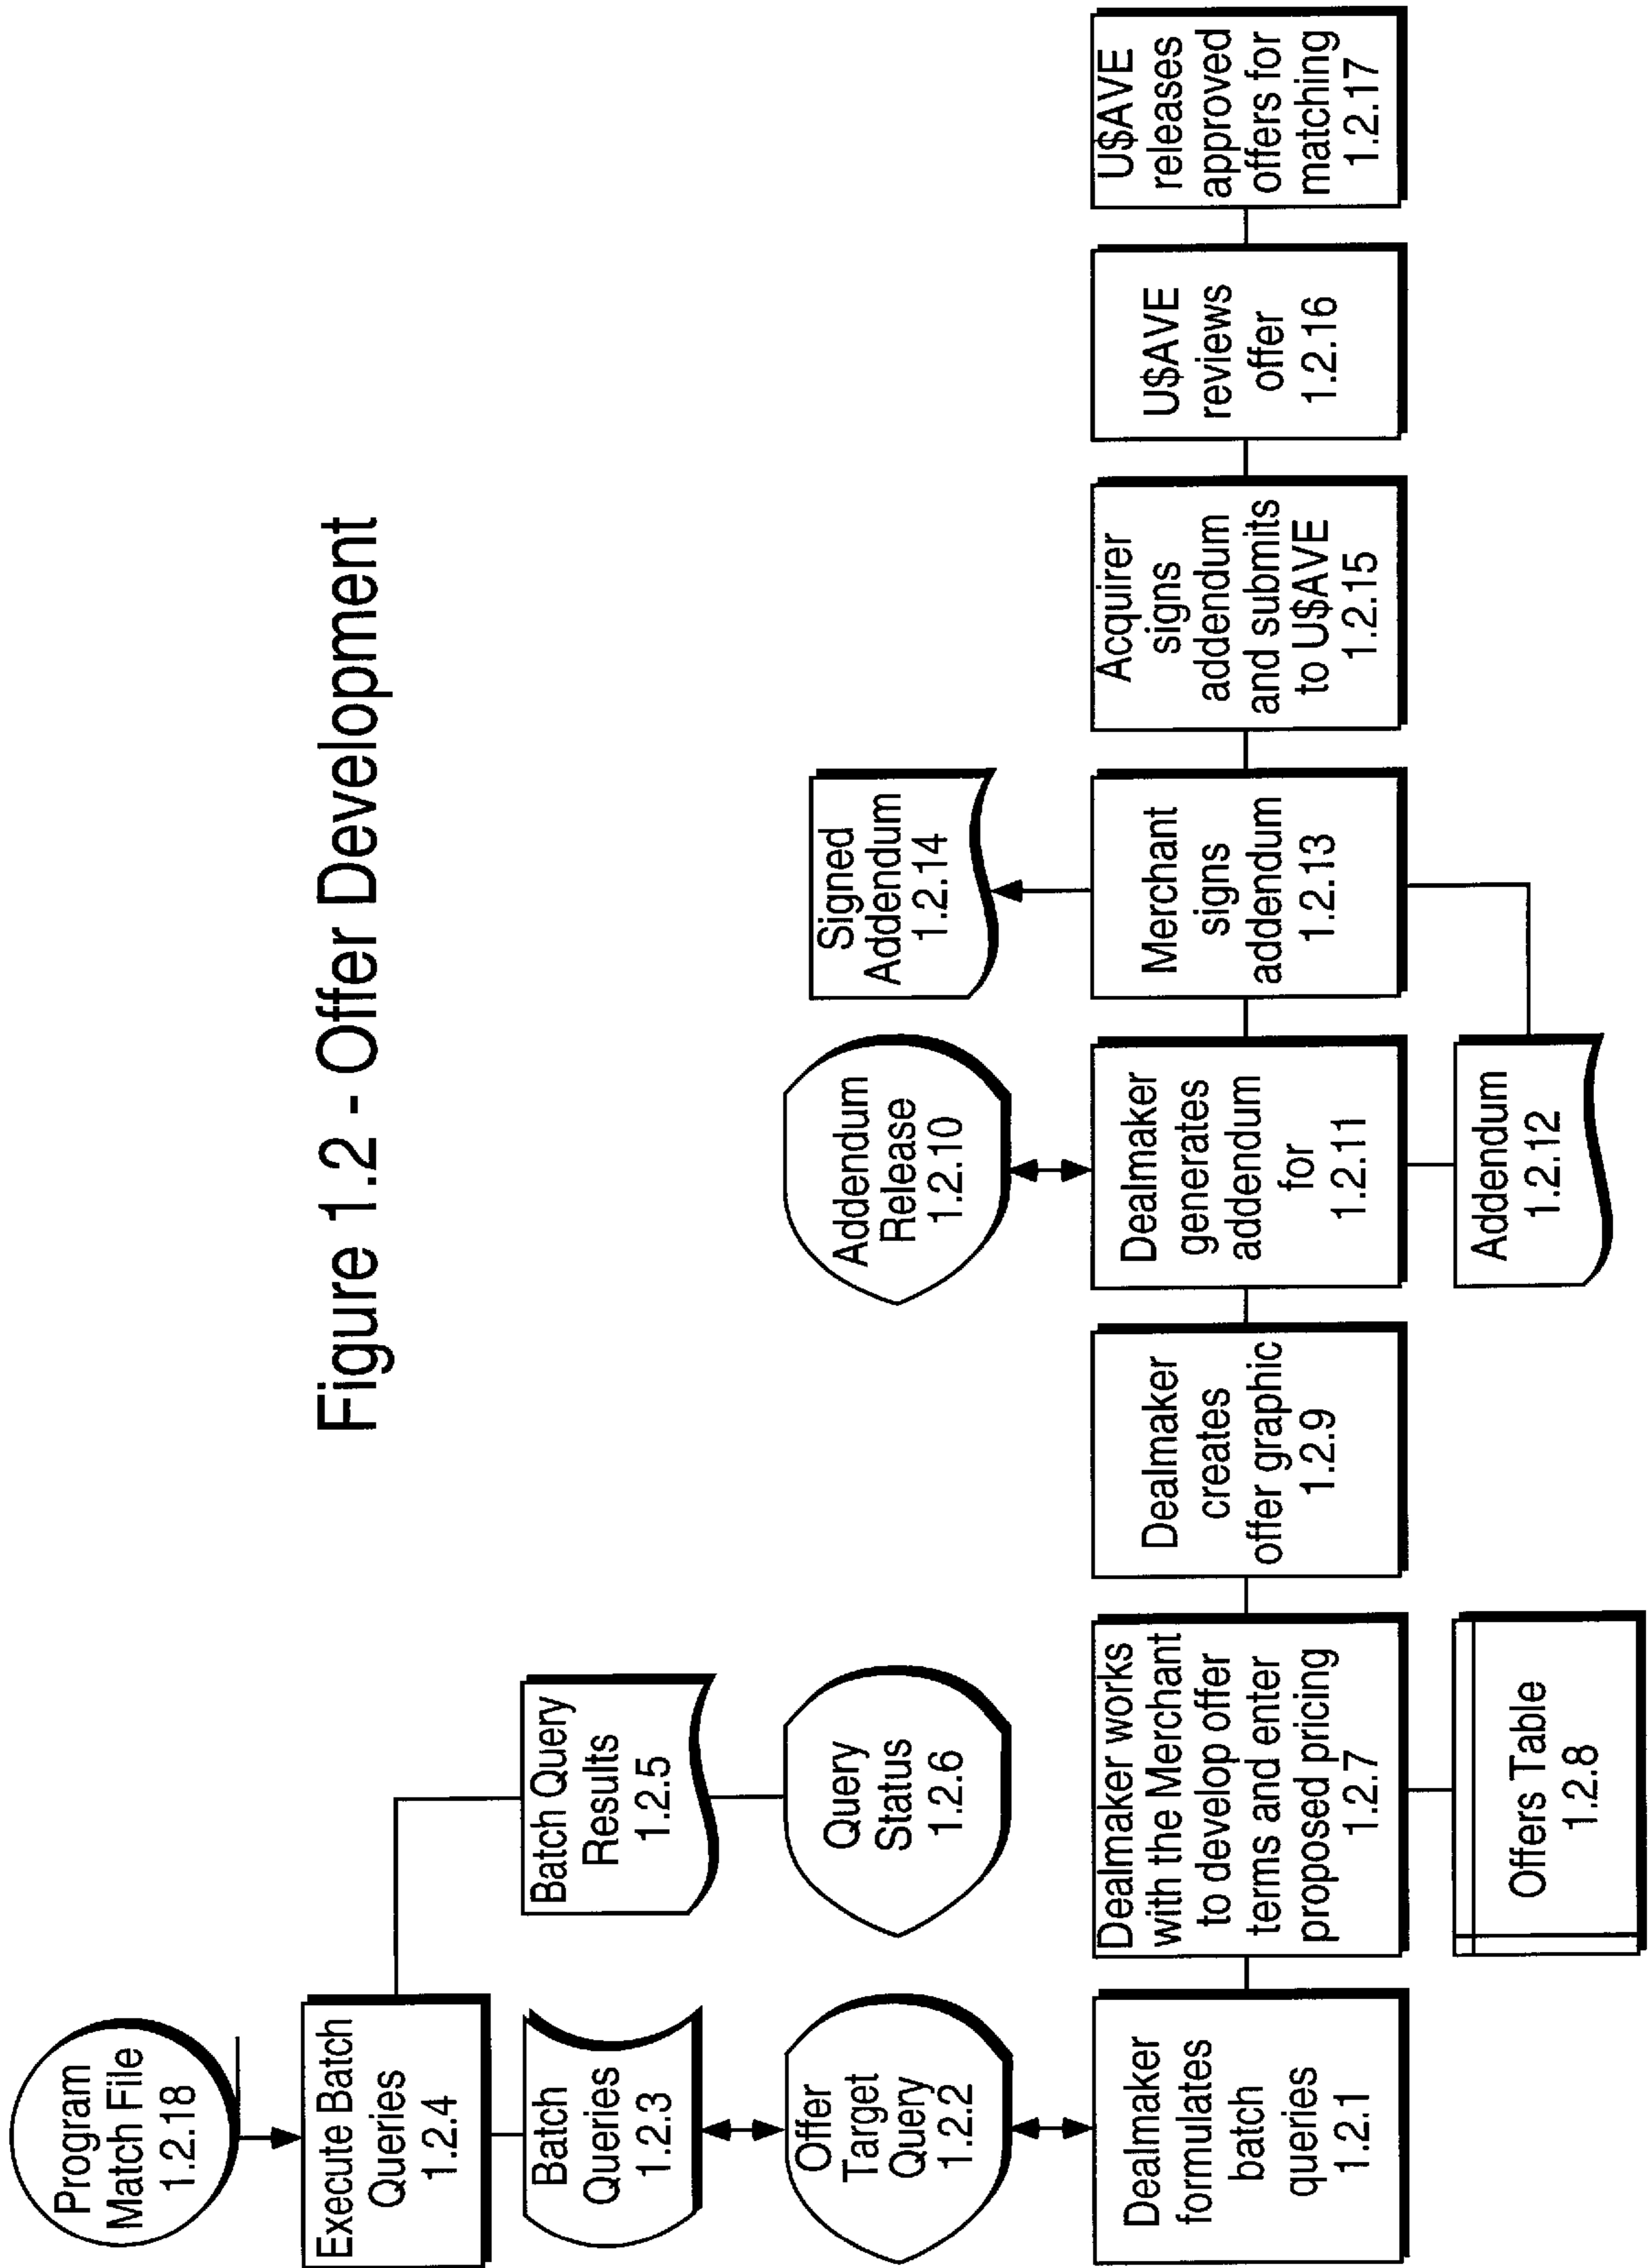 Figure 1.2 - Offer Development
Program
Match File
1.2.18
Execute Batch
Queries
1.2.4
Batch
Queries
1.2.3
Batch Query
Results
1.2.5
Offer
Target
Query
1.2.2
Query
Status
1.2.6
Addendum
Release
1.2.10
Signed
Addendum
1.2.14
Dealmaker
formulates
batch
queries
1.2.1
Dealmaker works
with the Merchant
to develop offer
terms and enter
proposed pricing
1.2.7
Dealmaker
creates
offer graphic
1.2.9
Dealmaker
generates
addendum
for
1.2.11
Merchant
signs
addendum
1.2.13
Acquirer
signs
addendum
and submits
to U$AVE
1.2.15
U$AVE
reviews
offer
1.2.16
U$AVE
releases
approved
offers for
matching
1.2.17
Offers Table
1.2.8
Addendum
1.2.12